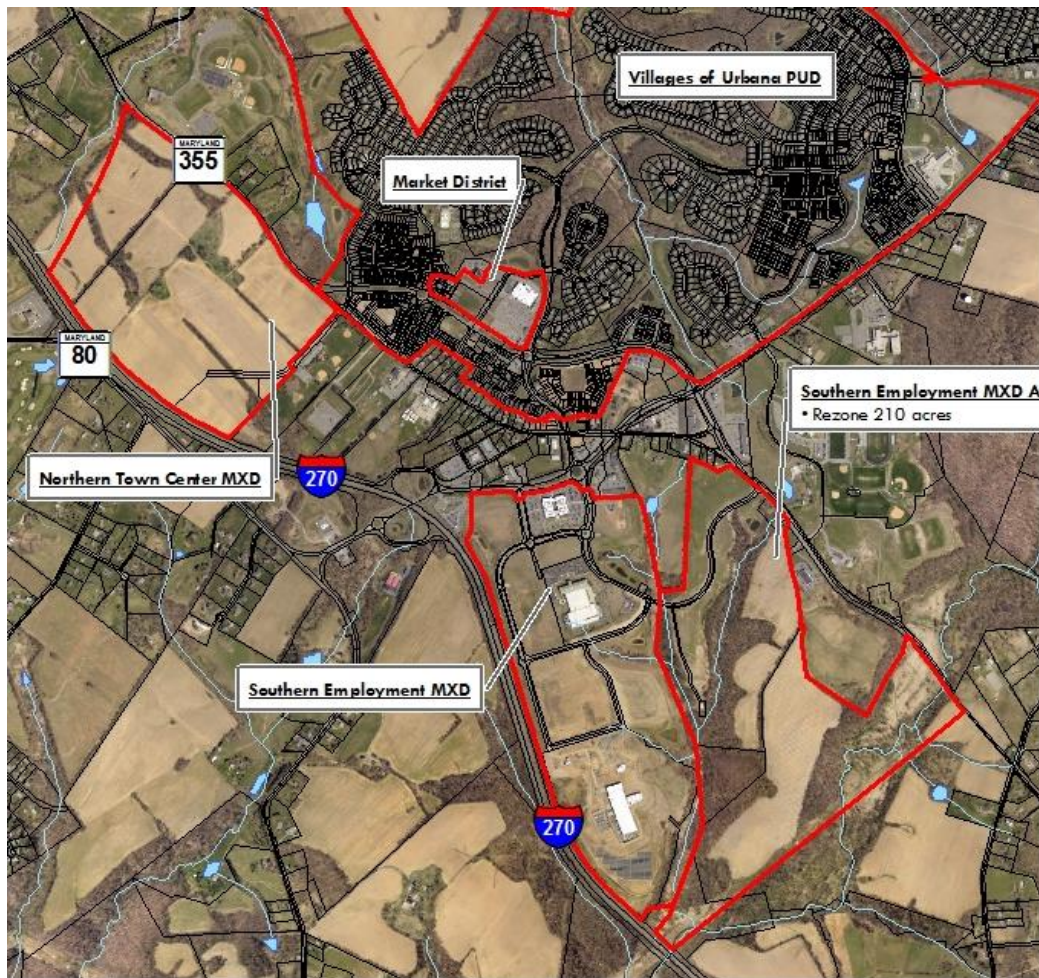 Villages of Urbana PUD
MARYLAND
355
Market District
MARYLAND
80
Southern Employment MXD A
• Rezone 210 acres
Northern Town Center MXD
270
Southern Employment MXD
270